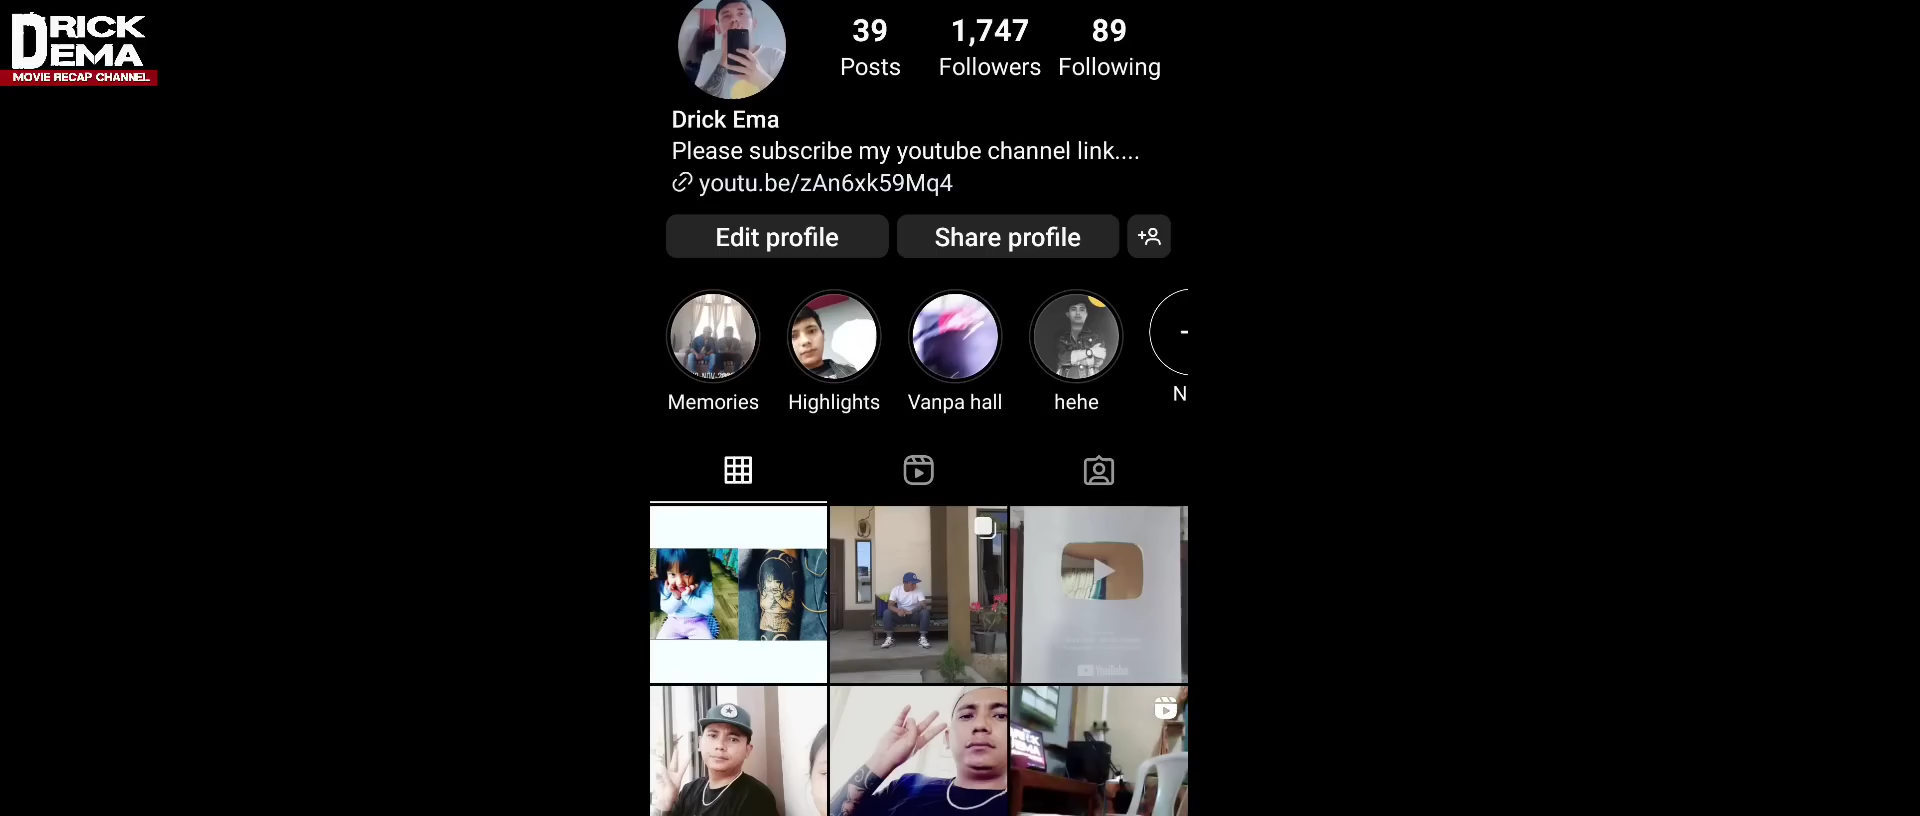 DRICK
EMA
MOVIE RECAP CHANNEL
39 1,747 89
Posts Followers Following
Drick Ema
Please subscribe my youtube channel link....
youtu.be/zAn6xk59Mq4
Edit profile Share profile
Memories Highlights Vanpa hall hehe N
YouTube